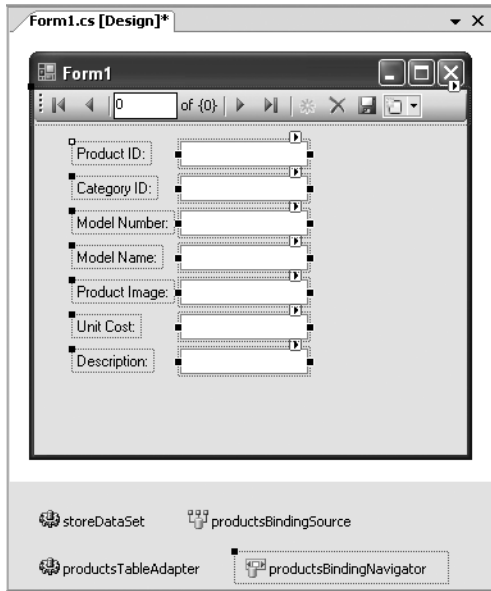 Form1.cs [Design]*
Form1
0 of {0}
Product ID:
Category ID:
Model Number:
Model Name:
Product Image:
Unit Cost:
Description:
storeDataSet productsBindingSource
productsTableAdapter productsBindingNavigator